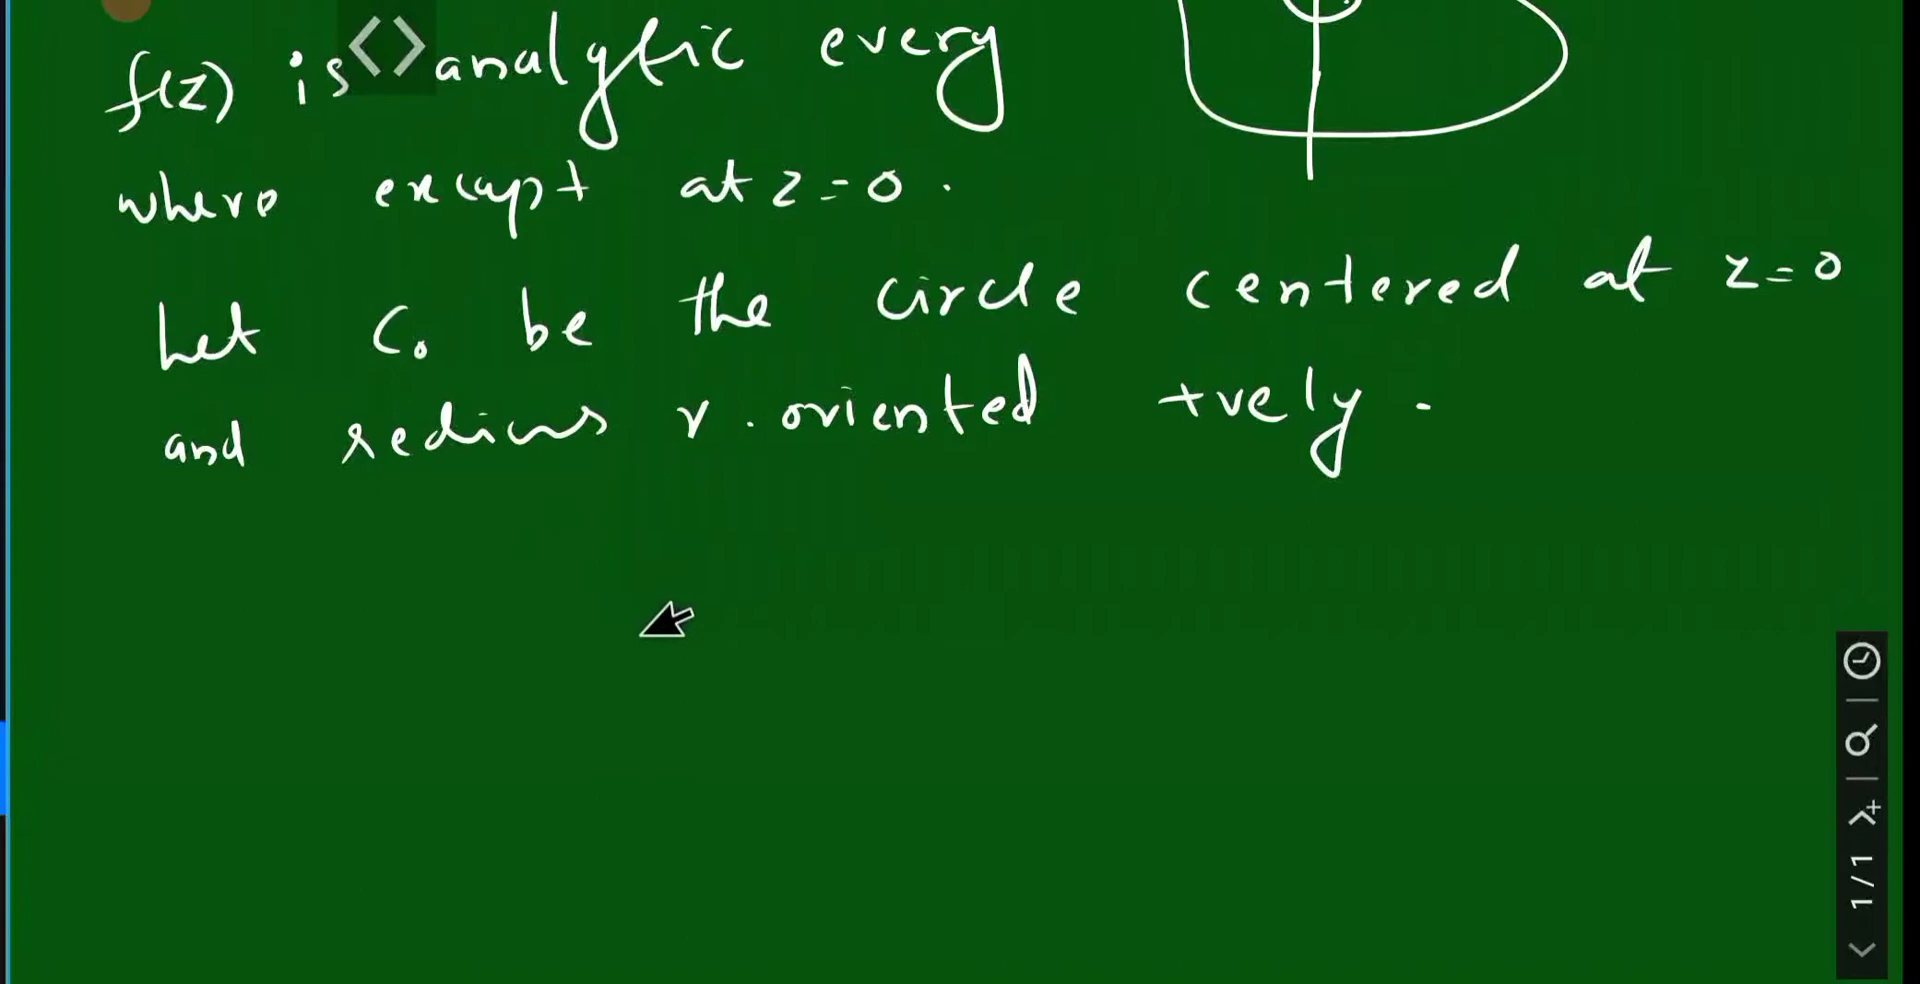 f(z) is analytic every
where except at z=0.
Let C₀ be the circle centered at z=0
and redius r. oriented +vely.
1/1